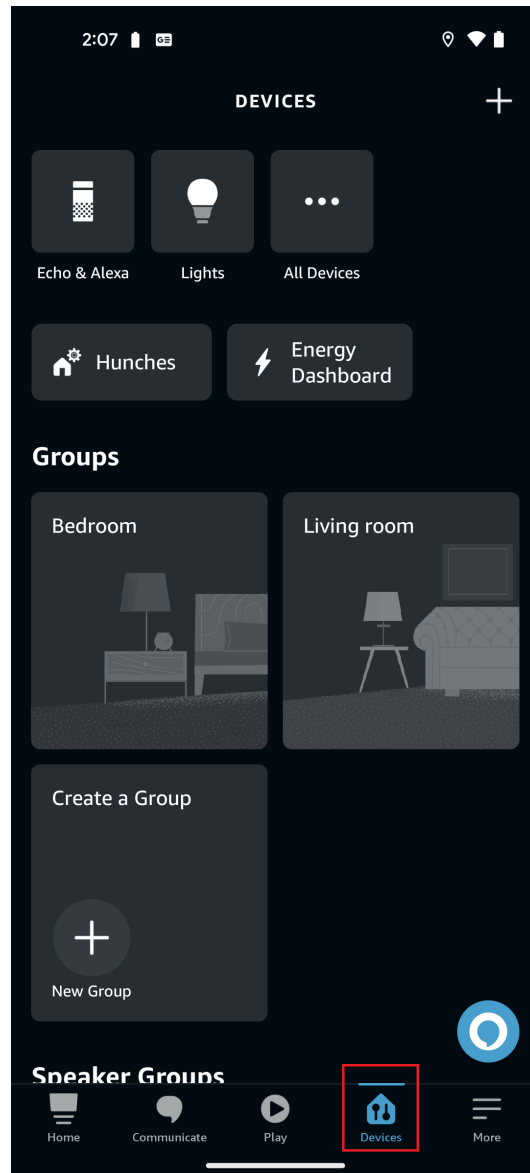 2:07
GE
DEVICES
Echo & Alexa
Lights
All Devices
Hunches
Energy
Dashboard
Groups
Bedroom
Living room
Create a Group
New Group
Speaker Groups
Home
Communicate
Play
Devices
More